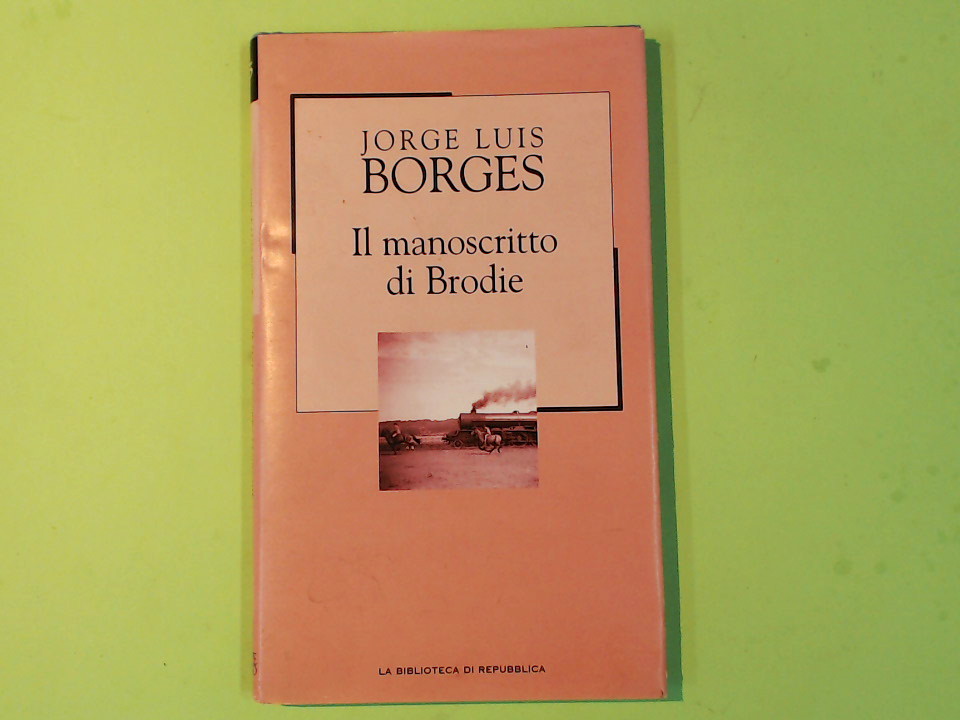 JORGE LUIS
BORGES
Il manoscritto
di Brodie
LA BIBLIOTECA DI REPUBBLICA